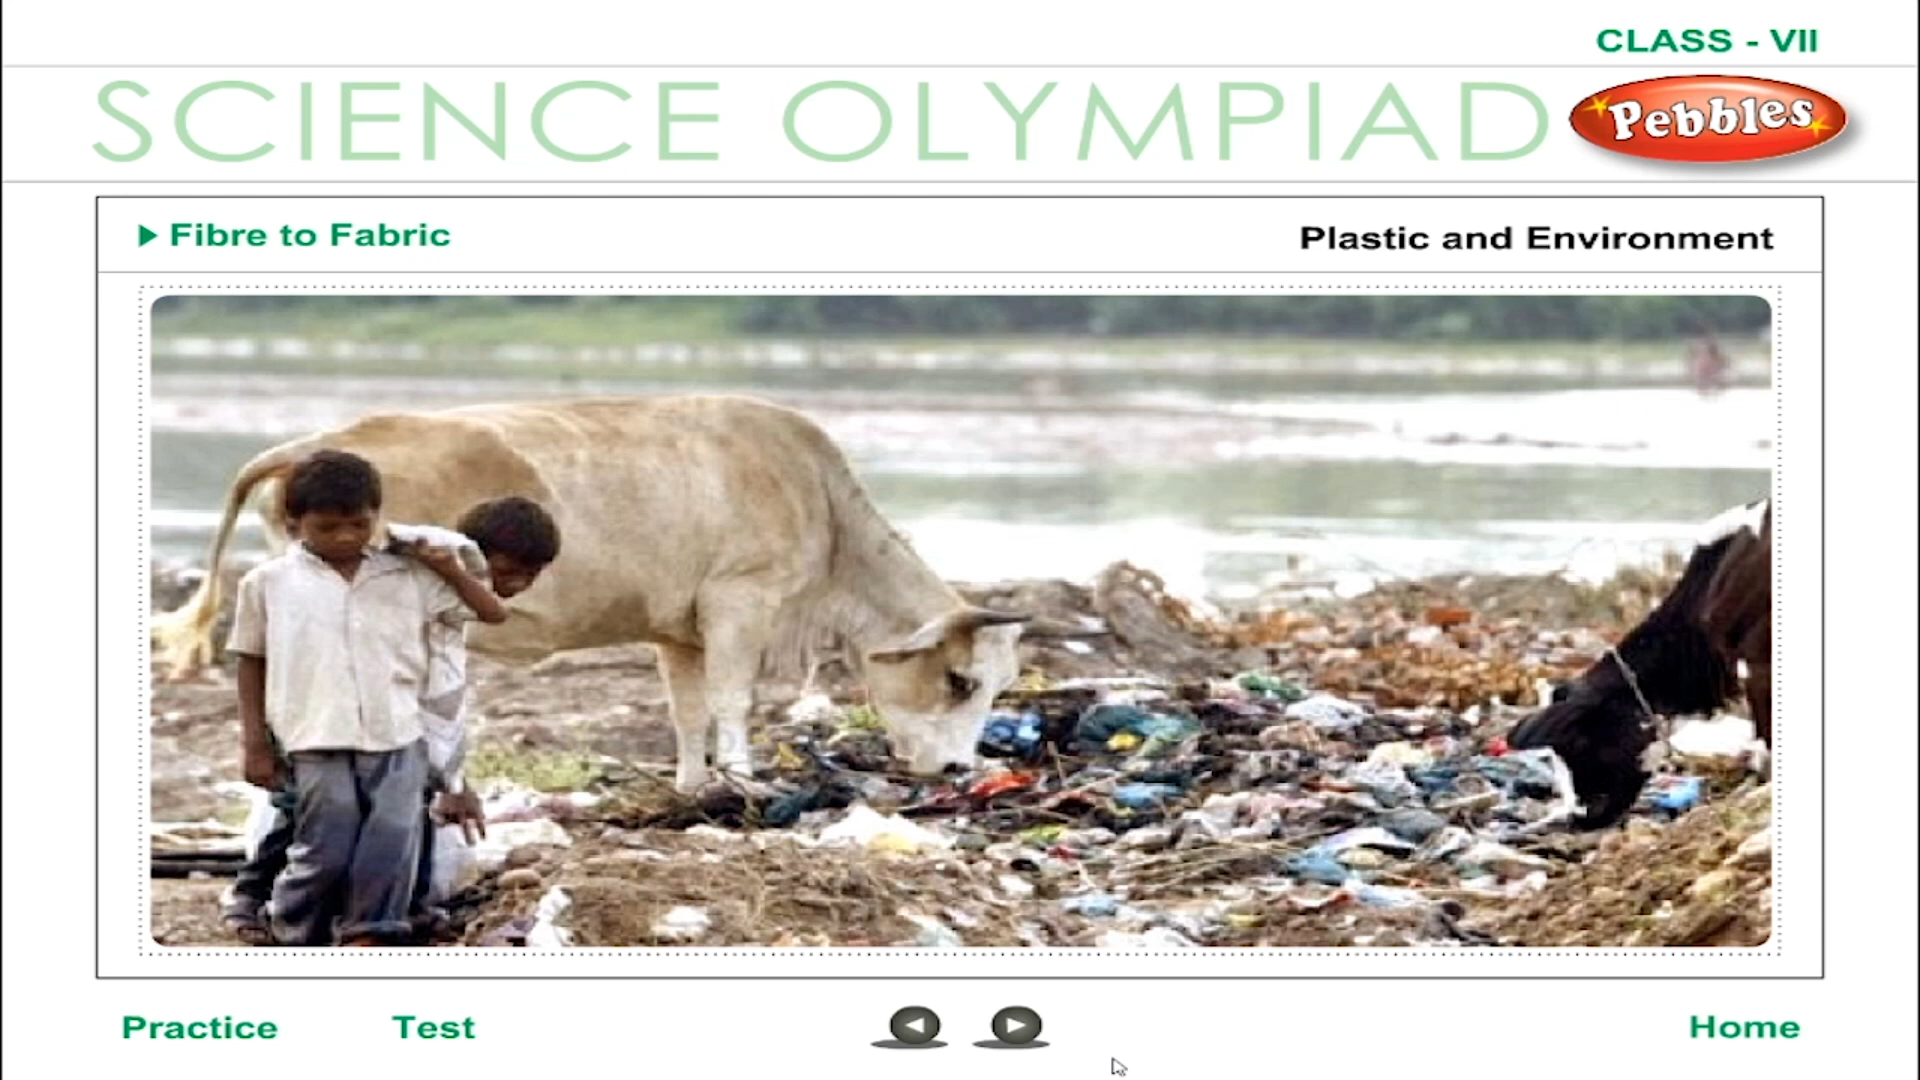 CLASS - VII
SCIENCE OLYMPIAD
Pebbles
Fibre to Fabric
Plastic and Environment
Practice
Test
Home